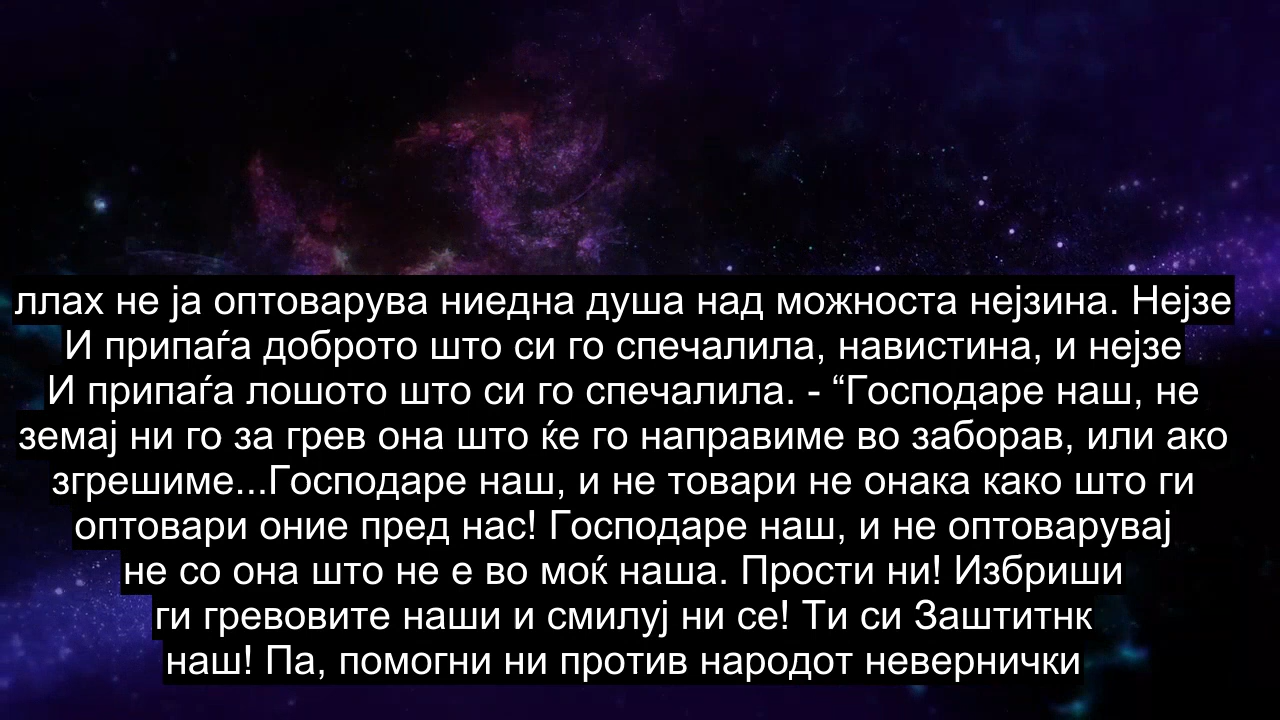 ллах не ја оптоварува ниедна душа над можноста нејзина. Нејзе
И припаѓа доброто што си го спечалила, навистина, и нејзе
И припаѓа лошото што си го спечалила. - “Господаре наш, не
земај ни го за грев она што ќе го направиме во заборав, или ако
згрешиме...Господаре наш, и не товари не онака како што ги
оптовари оние пред нас! Господаре наш, и не оптоварувај
не со она што не е во моќ наша. Прости ни! Избриши
ги гревовите наши и смилуј ни се! Ти си Заштитнк
наш! Па, помогни ни против народот невернички